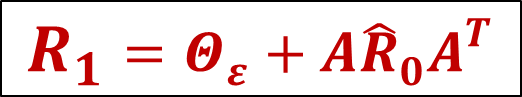 R₁ = Θ_ε + AR̂₀Aᵀ